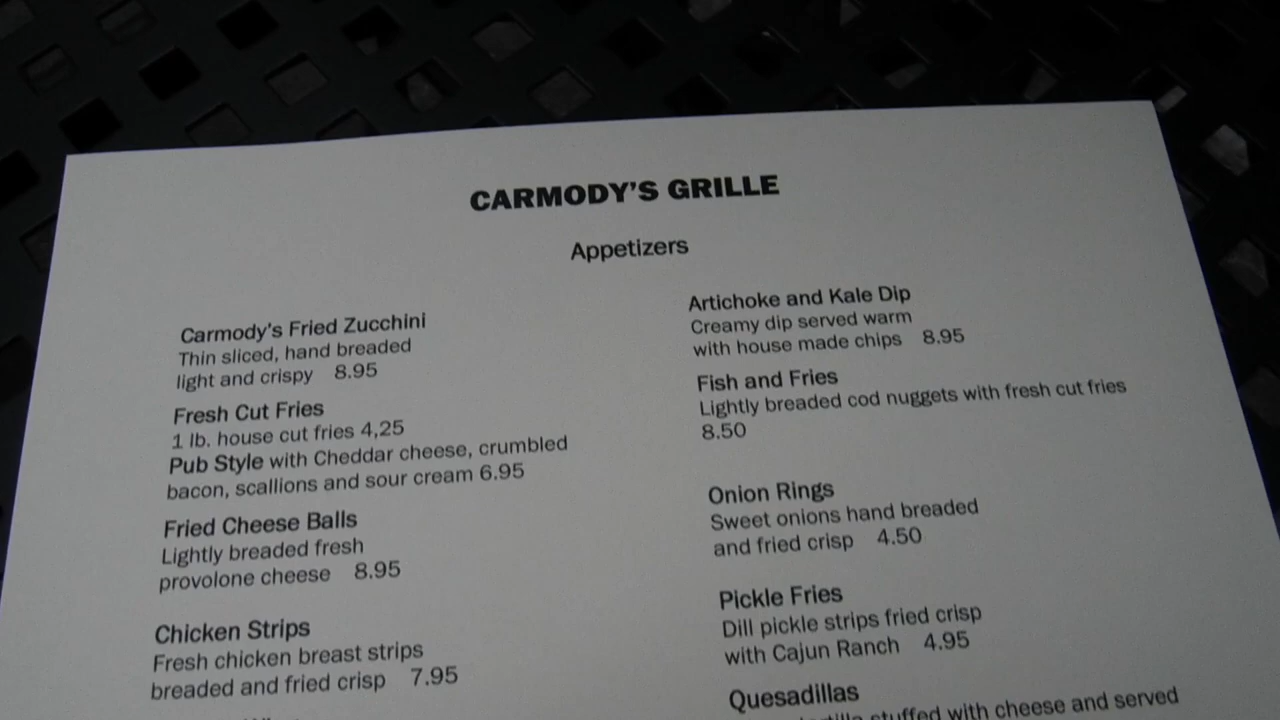 CARMODY'S GRILLE
Appetizers
Carmody's Fried Zucchini
Thin sliced, hand breaded
light and crispy 8.95
Fresh Cut Fries
1 lb. house cut fries 4,25
Pub Style with Cheddar cheese, crumbled
bacon, scallions and sour cream 6.95
Fried Cheese Balls
Lightly breaded fresh
provolone cheese 8.95
Chicken Strips
Fresh chicken breast strips
breaded and fried crisp 7.95
Artichoke and Kale Dip
Creamy dip served warm
with house made chips 8.95
Fish and Fries
Lightly breaded cod nuggets with fresh cut fries
8.50
Onion Rings
Sweet onions hand breaded
and fried crisp 4.50
Pickle Fries
Dill pickle strips fried crisp
with Cajun Ranch 4.95
Quesadillas
stuffed with cheese and served